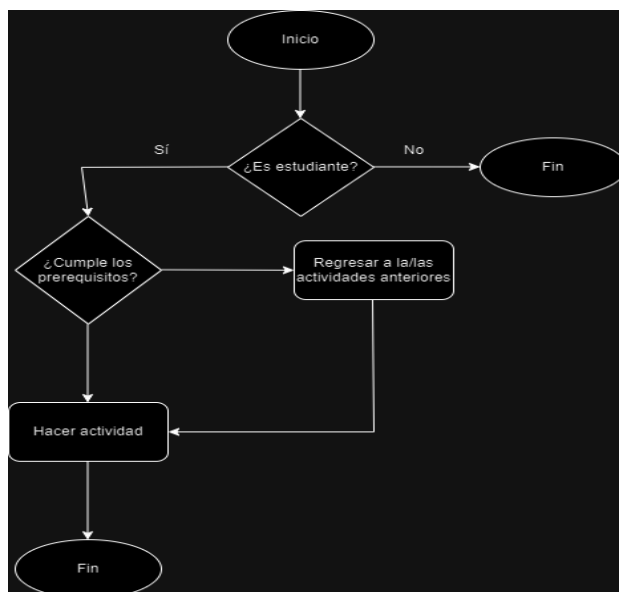 Inicio
Sí
¿Es estudiante?
No
Fin
¿Cumple los
prerequisitos?
Regresar a la/las
actividades anteriores
Hacer actividad
Fin